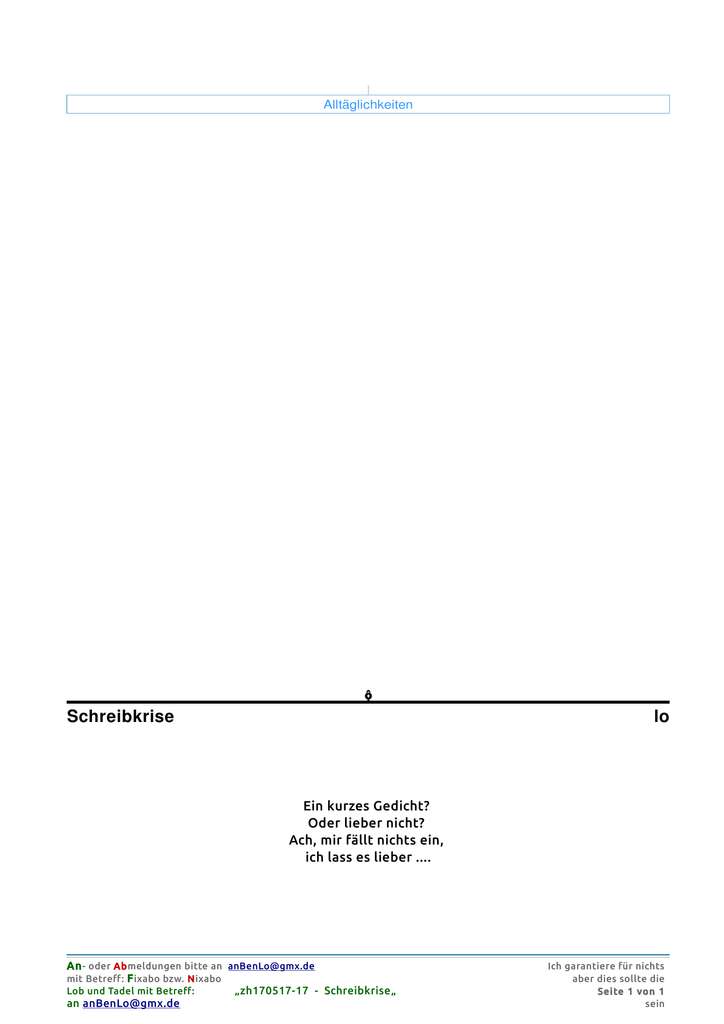 Alltäglichkeiten
Schreibkrise lo
Ein kurzes Gedicht?
Oder lieber nicht?
Ach, mir fällt nichts ein,
ich lass es lieber ....
An- oder Abmeldungen bitte an anBenLo@gmx.de
mit Betreff: Fixabo bzw. Nixabo
Lob und Tadel mit Betreff: „zh170517-17 - Schreibkrise„
an anBenLo@gmx.de
Ich garantiere für nichts
aber dies sollte die
Seite 1 von 1
sein